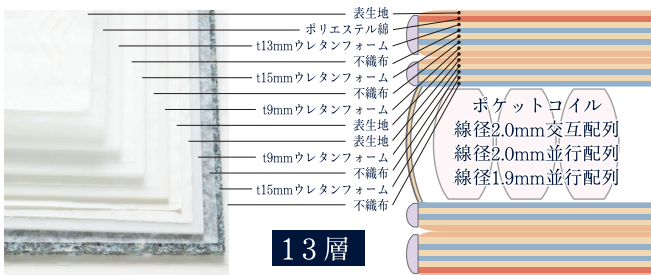 表生地
ポリエステル綿
t13mmウレタンフォーム
不織布
t15mmウレタンフォーム
不織布
t9mmウレタンフォーム
表生地
表生地
t9mmウレタンフォーム
不織布
t15mmウレタンフォーム
不織布
13層
ポケットコイル
線径2.0mm交互配列
線径2.0mm並行配列
線径1.9mm並行配列